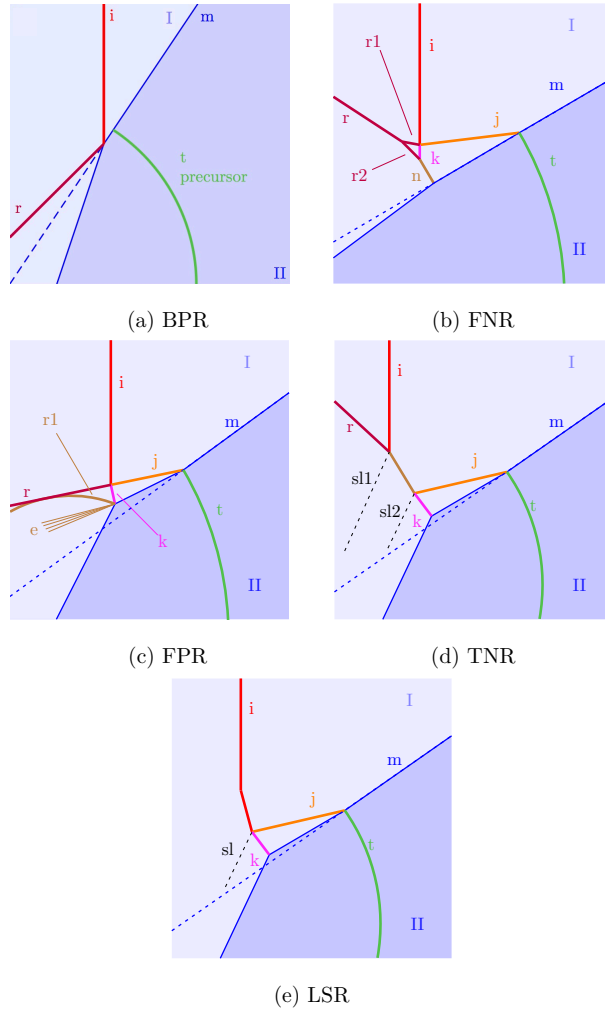 i
I
m
t
precursor
r
II
(a) BPR
I
r1
i
m
r
j
k
t
r2
n
II
(b) FNR
I
i
r1
m
j
r
t
e
k
II
(c) FPR
I
i
m
r
j
sl1
sl2
t
k
II
(d) TNR
I
i
m
j
sl
t
k
II
(e) LSR